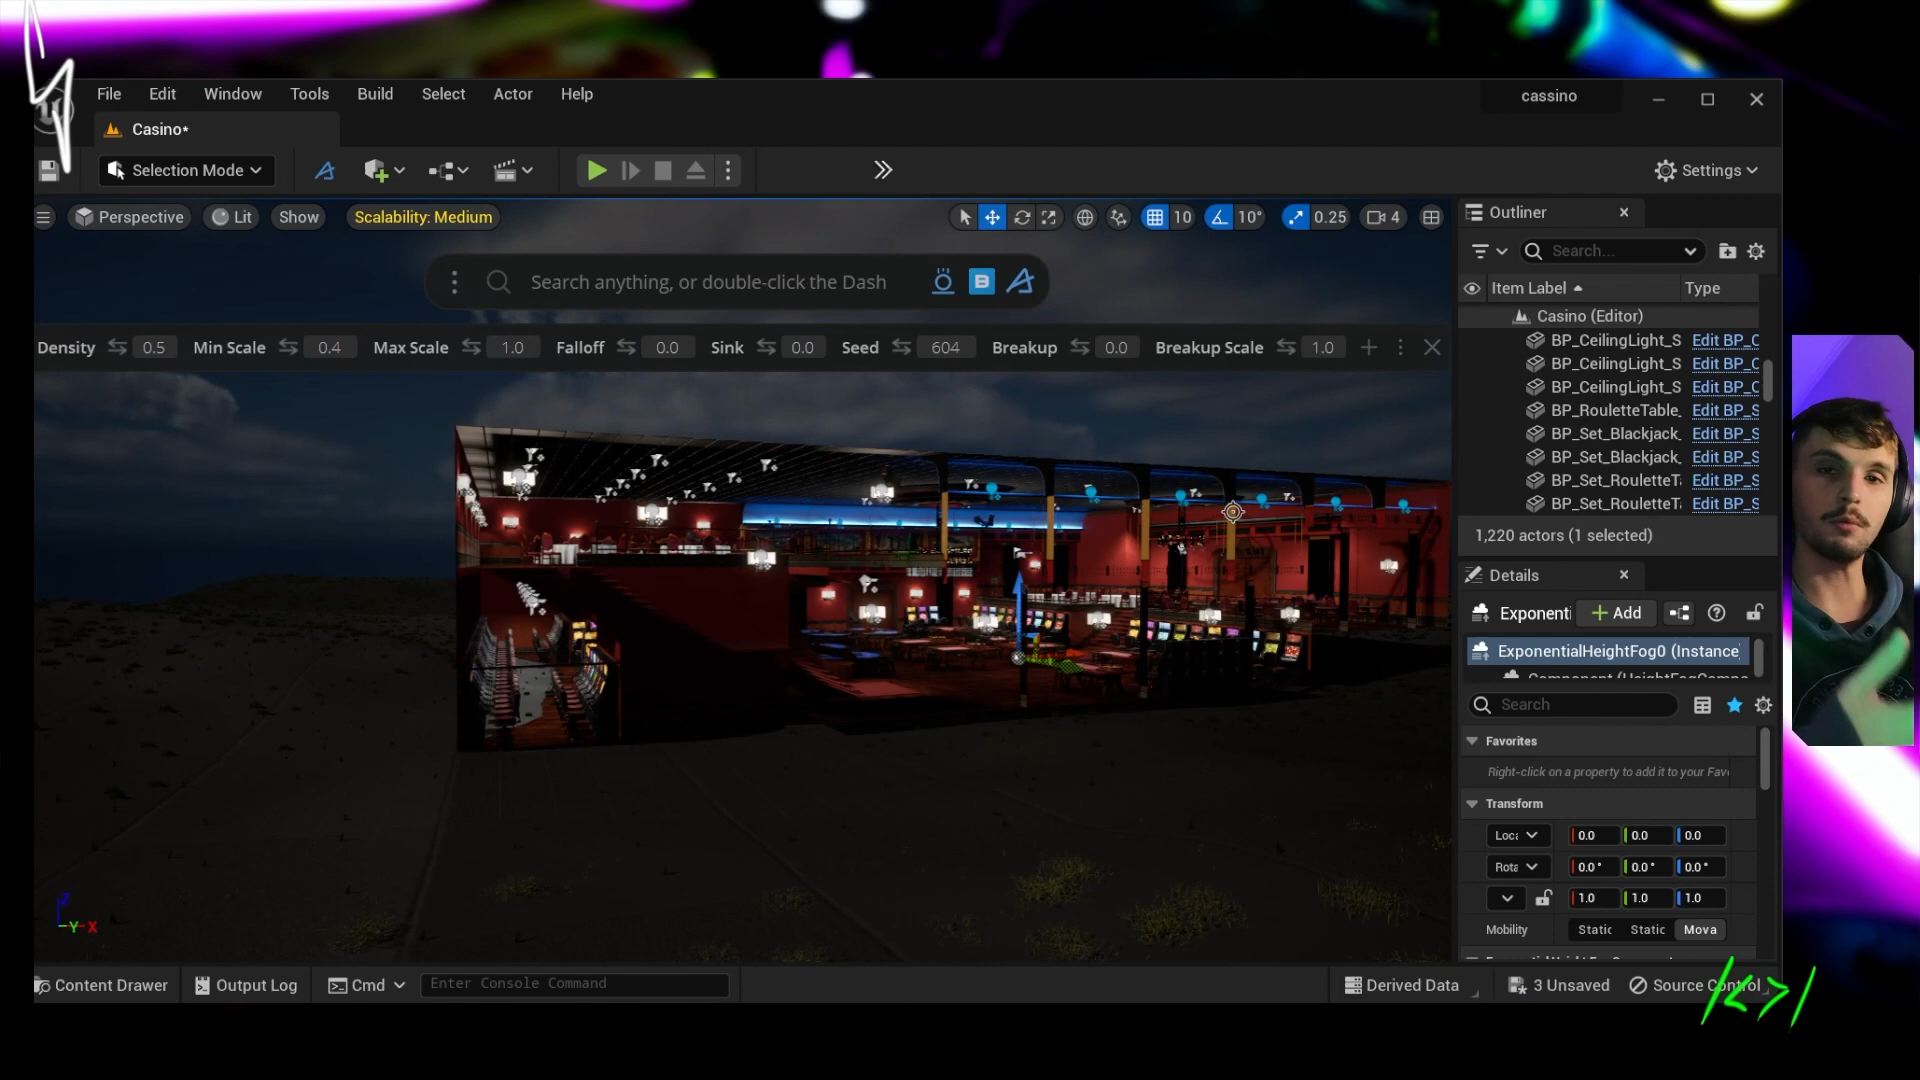 File Edit Window Tools Build Select Actor Help
cassino
Casino*
Selection Mode
Settings
Perspective Lit Show Scalability: Medium
10 10° 0.25 4
Outliner
Search...
Search anything, or double-click the Dash
B
Item Label Type
Casino (Editor)
BP_CeilingLight_S Edit BP_C
BP_CeilingLight_S Edit BP_C
BP_CeilingLight_S Edit BP_C
BP_RouletteTable_ Edit BP_S
BP_Set_Blackjack_ Edit BP_S
BP_Set_Blackjack_ Edit BP_S
BP_Set_RouletteT Edit BP_S
BP_Set_RouletteT Edit BP_S
1,220 actors (1 selected)
Density 0.5 Min Scale 0.4 Max Scale 1.0 Falloff 0.0 Sink 0.0 Seed 604 Breakup 0.0 Breakup Scale 1.0
Details
Exponenti Add
ExponentialHeightFog0 (Instance)
Search
Favorites
Right-click on a property to add it to your Fav
Transform
Loca 0.0 0.0 0.0
Rota 0.0° 0.0° 0.0°
1.0 1.0 1.0
Mobility Static Static Mova
Z
Y X
Content Drawer Output Log Cmd Enter Console Command
Derived Data 3 Unsaved Source Control